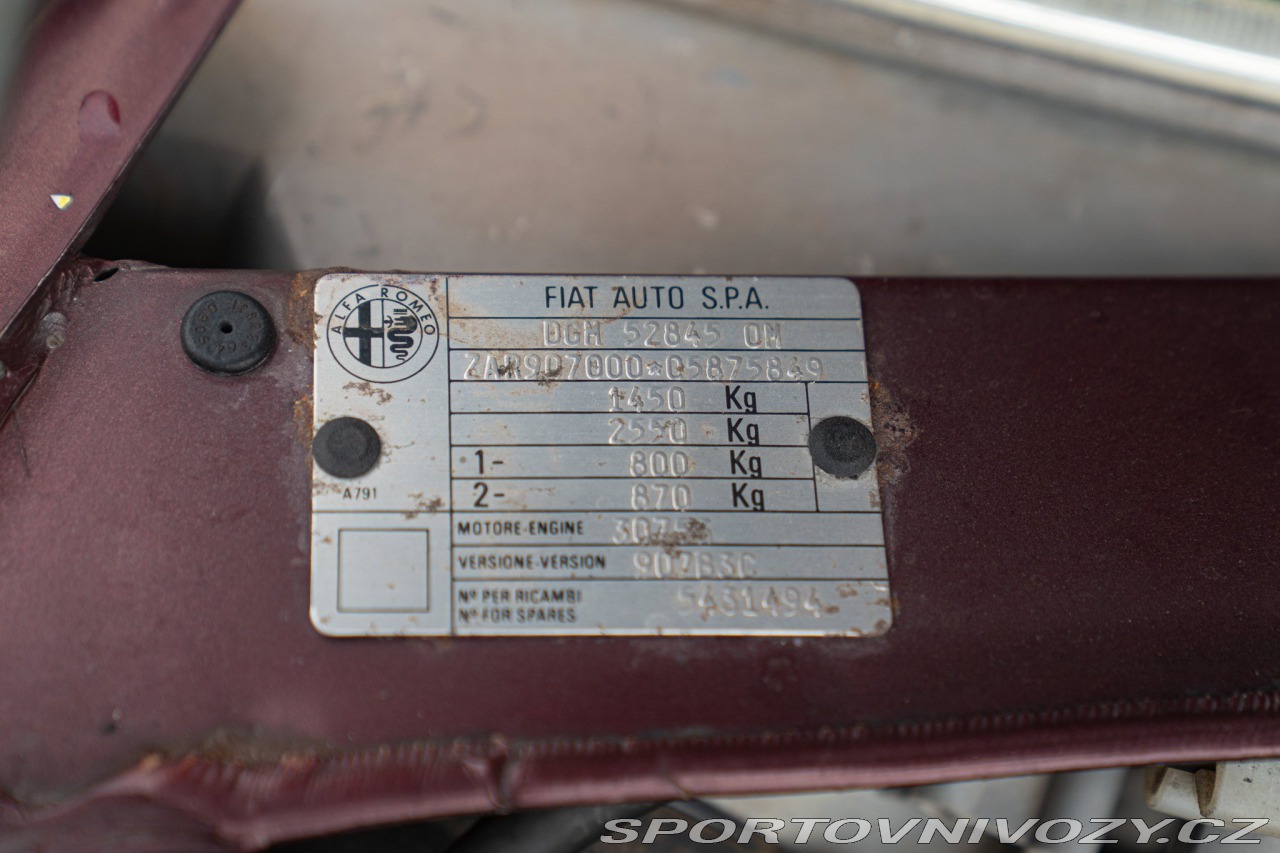 ALFA ROMEO
FIAT AUTO S.P.A.
DGM 52845 OM
ZAR907000*05875849
1450 Kg
2550 Kg
1- 800 Kg
2- 870 Kg
A791
MOTORE-ENGINE
VERSIONE-VERSION 907B3C
Nº PER RICAMBI
Nº FOR SPARES 5431494
SPORTOVNIVOZY.CZ